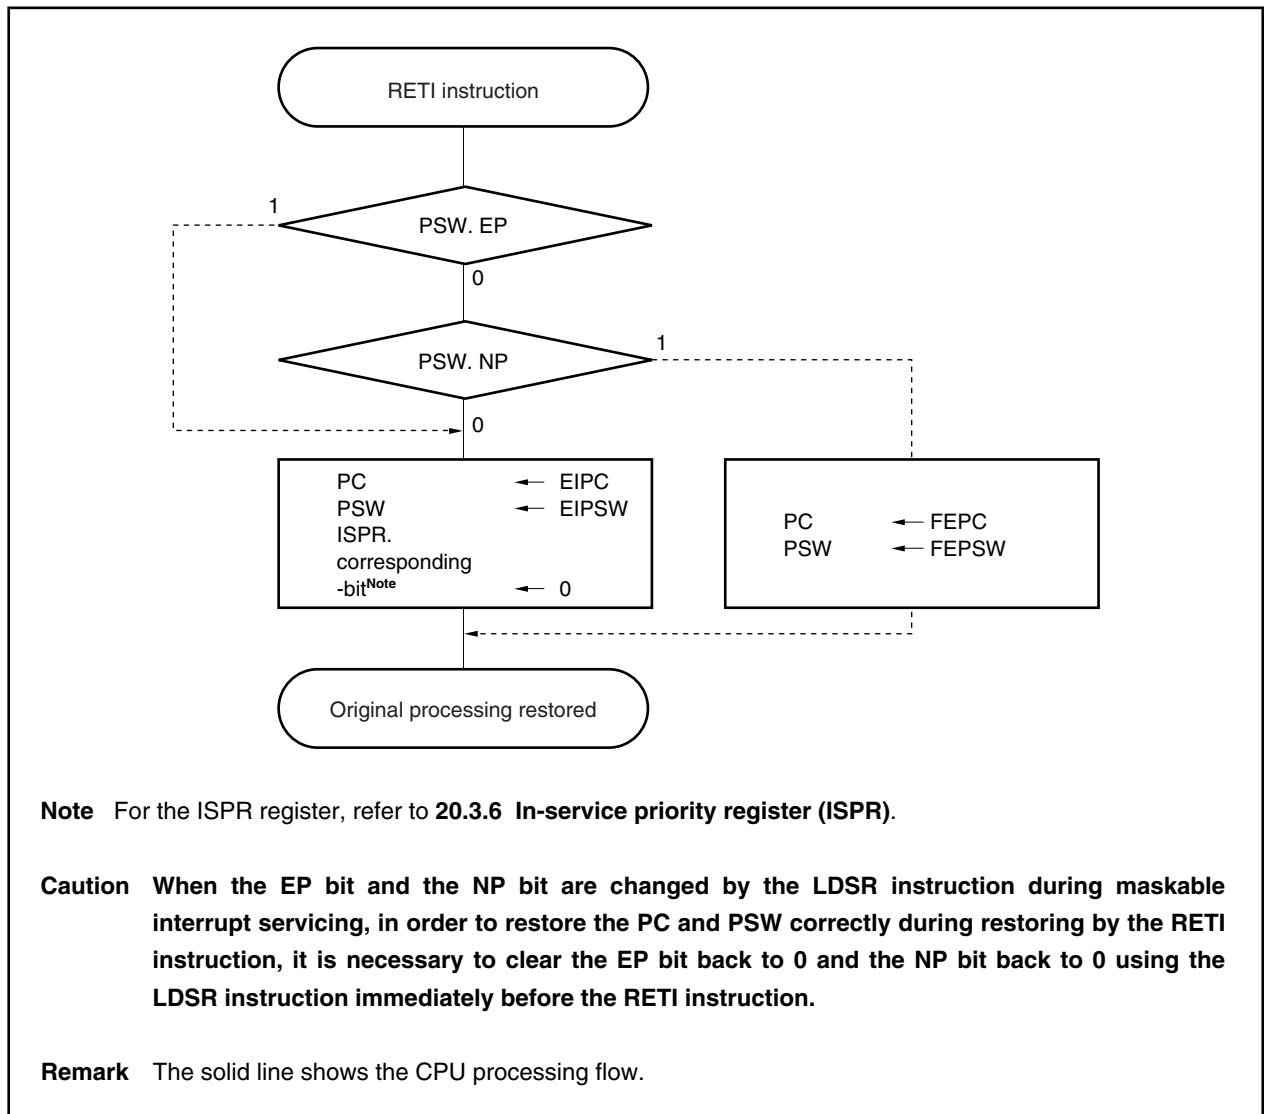 RETI instruction
1
PSW. EP
0
PSW. NP
1
0
PC ← EIPC
PSW ← EIPSW
ISPR.
corresponding
-bitNote ← 0
PC ← FEPC
PSW ← FEPSW
Original processing restored
Note For the ISPR register, refer to 20.3.6 In-service priority register (ISPR).
Caution When the EP bit and the NP bit are changed by the LDSR instruction during maskable
interrupt servicing, in order to restore the PC and PSW correctly during restoring by the RETI
instruction, it is necessary to clear the EP bit back to 0 and the NP bit back to 0 using the
LDSR instruction immediately before the RETI instruction.
Remark The solid line shows the CPU processing flow.